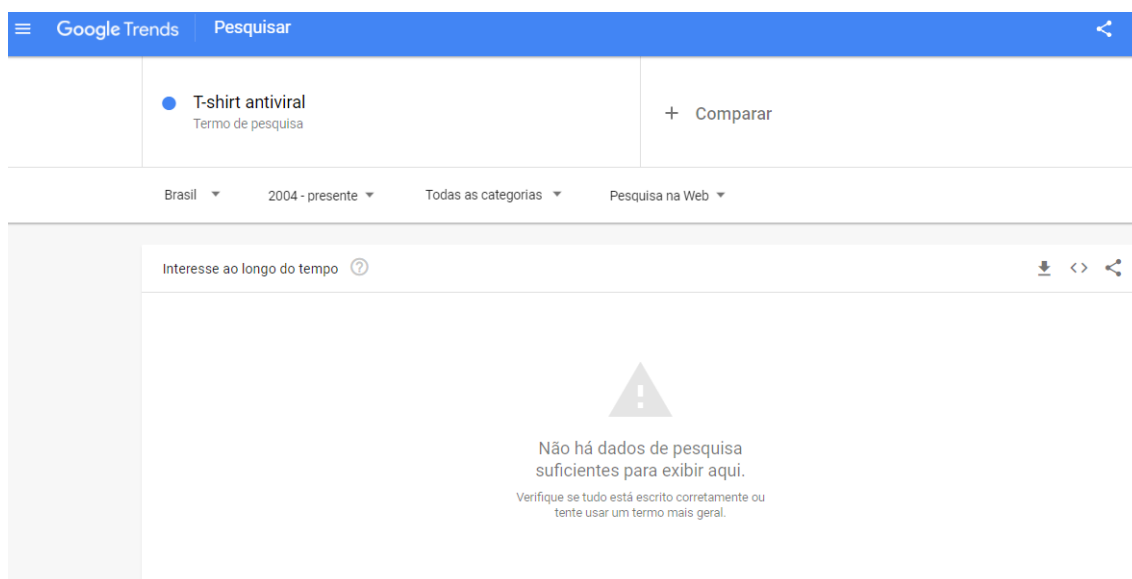 Google Trends Pesquisar
T-shirt antiviral
Termo de pesquisa
+ Comparar
Brasil 2004 - presente Todas as categorias Pesquisa na Web
Interesse ao longo do tempo ?
Não há dados de pesquisa
suficientes para exibir aqui.
Verifique se tudo está escrito corretamente ou
tente usar um termo mais geral.